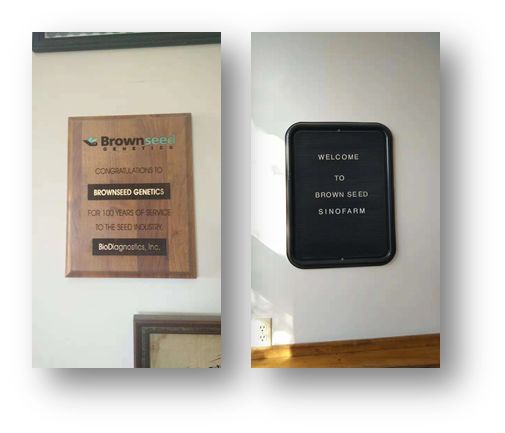 Brownseed
GENETICS
CONGRATULATIONS TO
BROWNSEED GENETICS
FOR 100 YEARS OF SERVICE
TO THE SEED INDUSTRY.
BioDiagnostics, Inc.
WELCOME
TO
BROWN SEED
SINOFARM